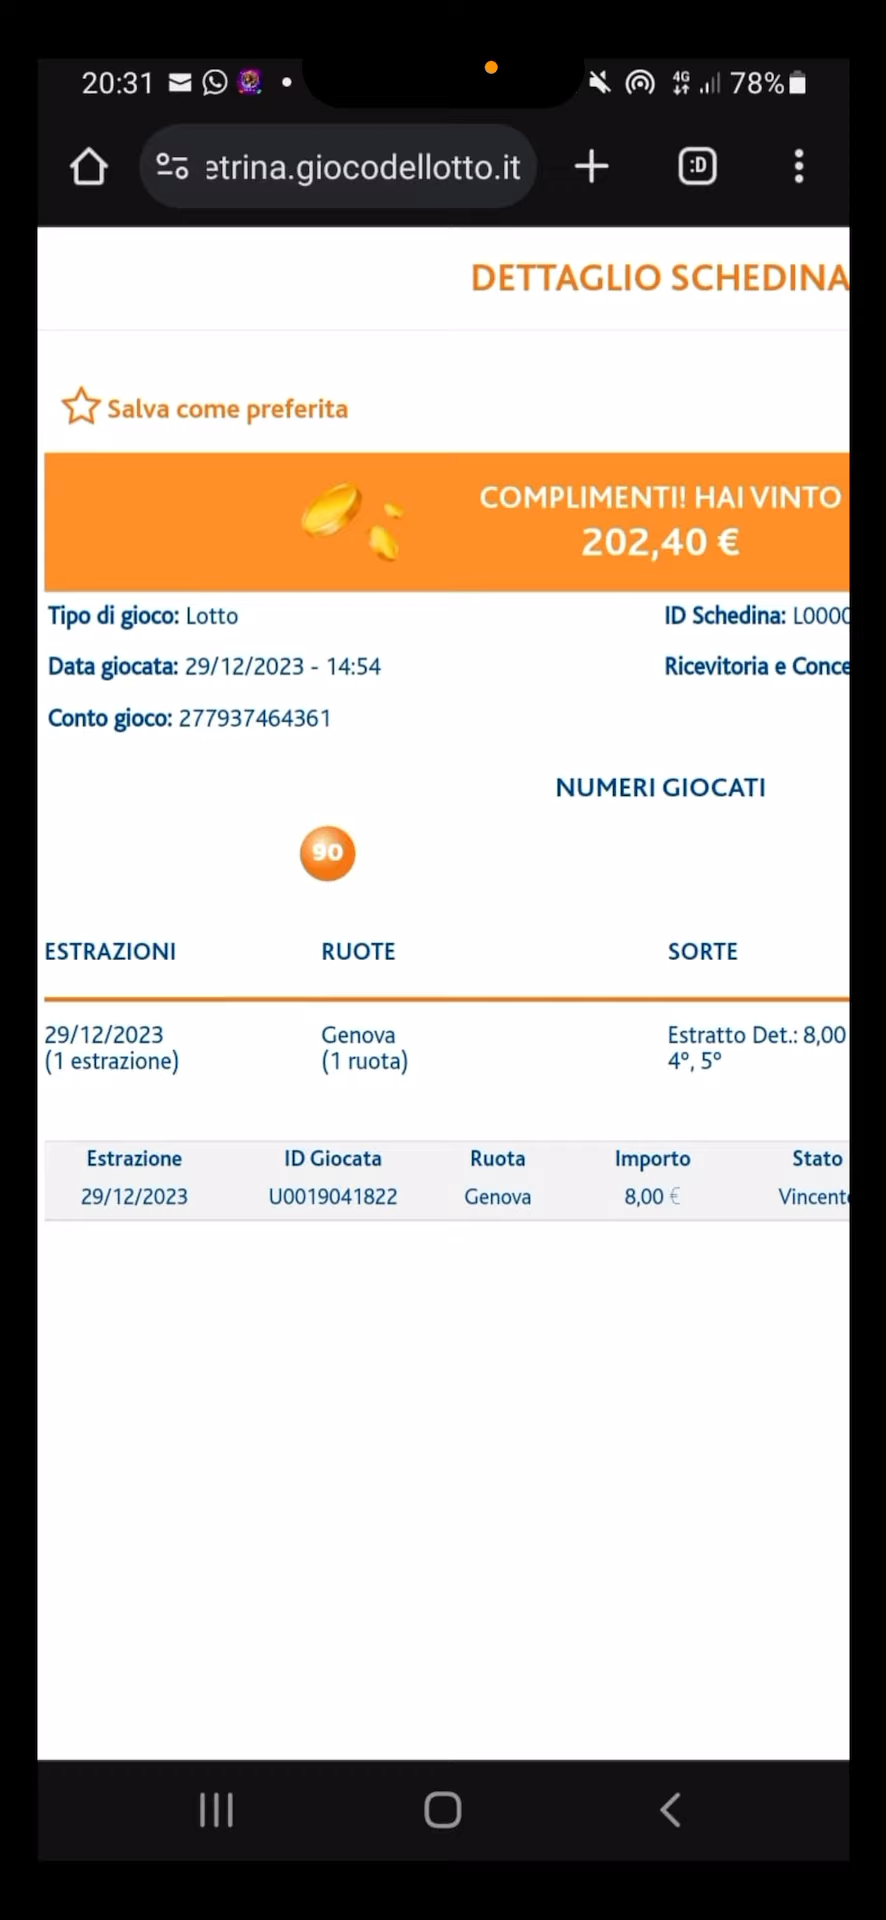 20:31 4G 78%
etrina.giocodellotto.it :D
DETTAGLIO SCHEDINA
Salva come preferita
COMPLIMENTI! HAI VINTO
202,40 €
Tipo di gioco: Lotto ID Schedina: L0000
Data giocata: 29/12/2023 - 14:54 Ricevitoria e Conce
Conto gioco: 277937464361
NUMERI GIOCATI
90
ESTRAZIONI RUOTE SORTE
29/12/2023 Genova Estratto Det.: 8,00
(1 estrazione) (1 ruota) 4°, 5°
Estrazione ID Giocata Ruota Importo Stato
29/12/2023 U0019041822 Genova 8,00 € Vincente